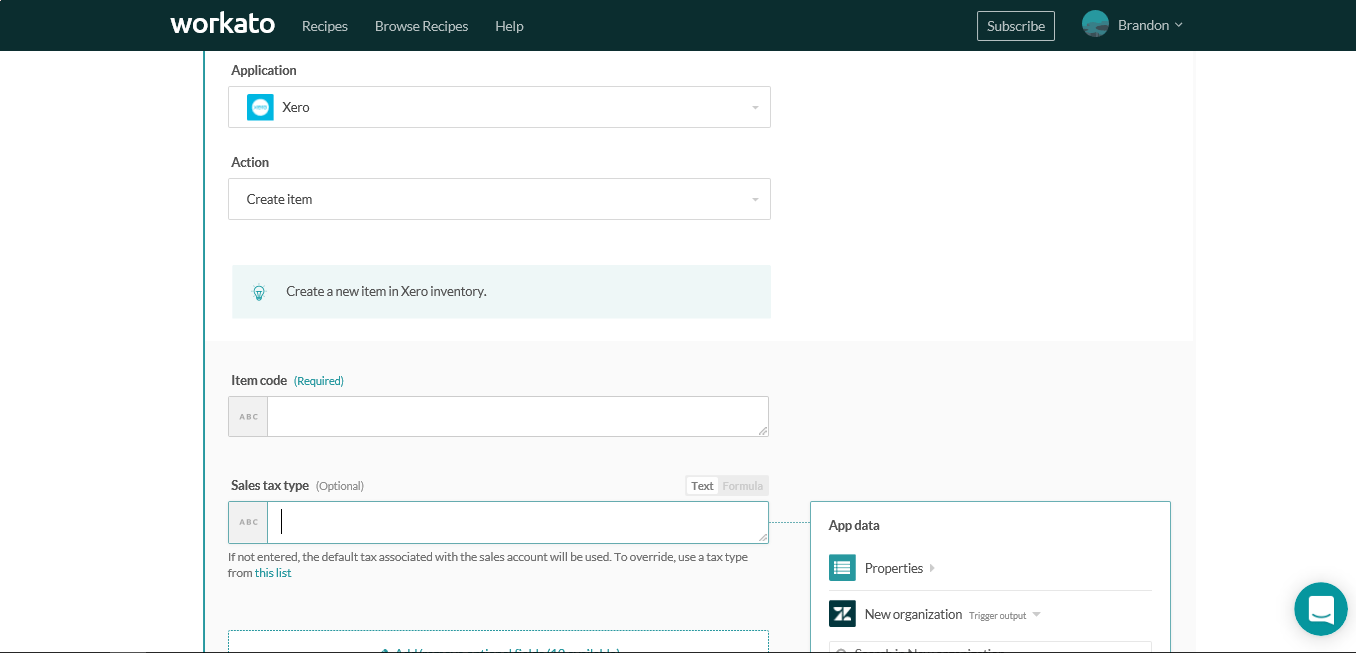 workato Recipes Browse Recipes Help Subscribe Brandon
Application
Xero
Action
Create item
Create a new item in Xero inventory.
Item code (Required)
ABC
Sales tax type (Optional) Text Formula
ABC
If not entered, the default tax associated with the sales account will be used. To override, use a tax type
from this list
App data
Properties
New organization Trigger output